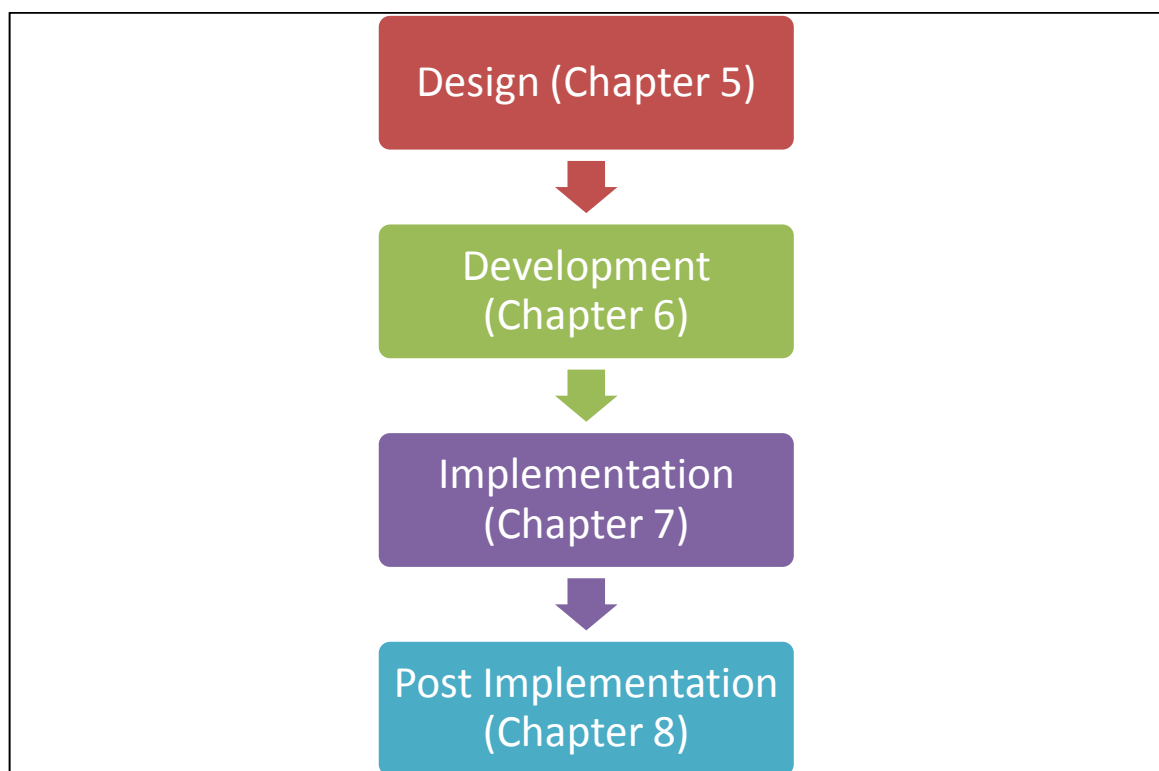 Design (Chapter 5)
Development
(Chapter 6)
Implementation
(Chapter 7)
Post Implementation
(Chapter 8)